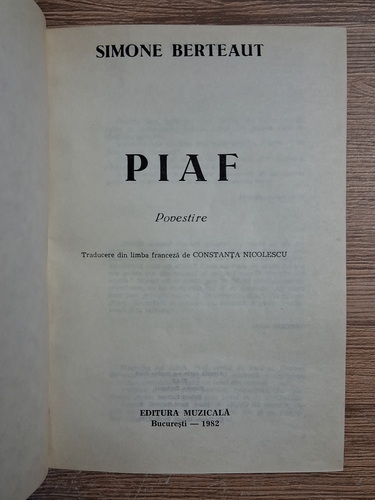 SIMONE BERTEAUT
PIAF
Povestire
Traducere din limba franceză de CONSTANȚA NICOLESCU
EDITURA MUZICALĂ
București — 1982